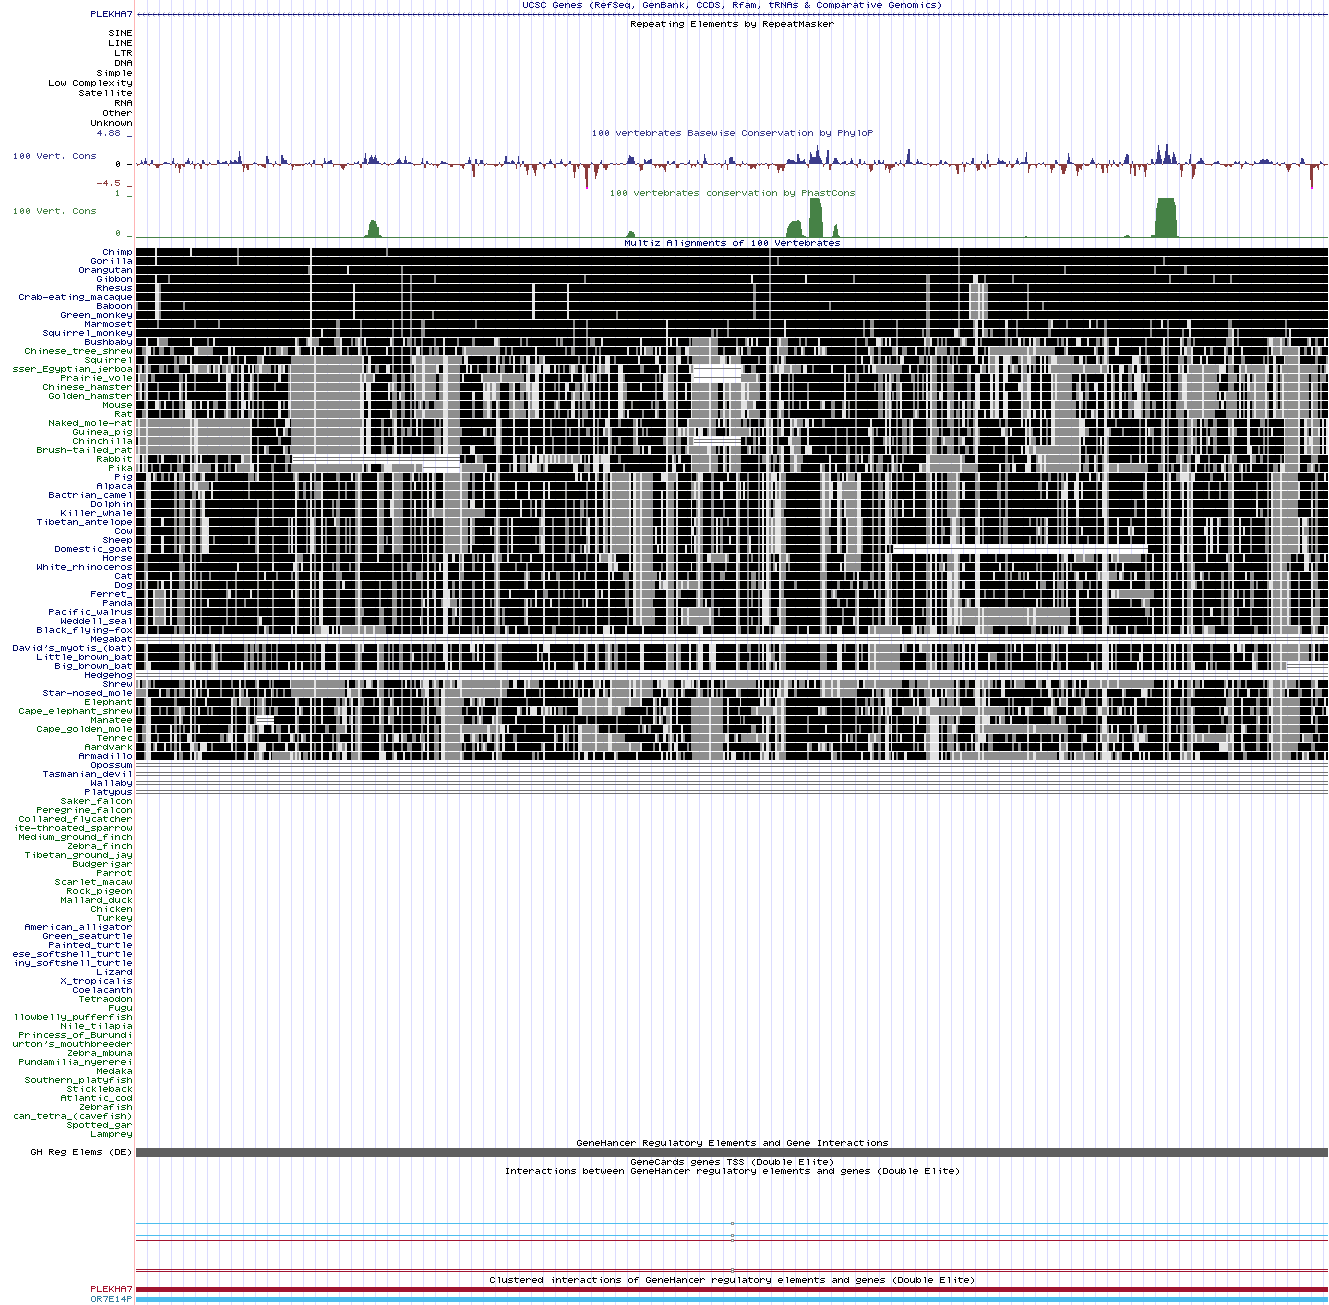 UCSC Genes (RefSeq, GenBank, CCDS, Rfam, tRNAs & Comparative Genomics)
PLEKHA7
Repeating Elements by RepeatMasker
SINE
LINE
LTR
DNA
Simple
Low Complexity
Satellite
RNA
Other
Unknown
4.88 _
100 vertebrates Basewise Conservation by PhyloP
100 Vert. Cons
0 _
-4.5 _
100 vertebrates conservation by PhastCons
1 _
100 Vert. Cons
0 _
Multiz Alignments of 100 Vertebrates
Chimp
Gorilla
Orangutan
Gibbon
Rhesus
Crab-eating_macaque
Baboon
Green_monkey
Marmoset
Squirrel_monkey
Bushbaby
Chinese_tree_shrew
Squirrel
sser_Egyptian_jerboa
Prairie_vole
Chinese_hamster
Golden_hamster
Mouse
Rat
Naked_mole-rat
Guinea_pig
Chinchilla
Brush-tailed_rat
Rabbit
Pika
Pig
Alpaca
Bactrian_camel
Dolphin
Killer_whale
Tibetan_antelope
Cow
Sheep
Domestic_goat
Horse
White_rhinoceros
Cat
Dog
Ferret_
Panda
Pacific_walrus
Weddell_seal
Black_flying-fox
Megabat
David's_myotis_(bat)
Little_brown_bat
Big_brown_bat
Hedgehog
Shrew
Star-nosed_mole
Elephant
Cape_elephant_shrew
Manatee
Cape_golden_mole
Tenrec
Aardvark
Armadillo
Opossum
Tasmanian_devil
Wallaby
Platypus
Saker_falcon
Peregrine_falcon
Collared_flycatcher
ite-throated_sparrow
Medium_ground_finch
Zebra_finch
Tibetan_ground_jay
Budgerigar
Parrot
Scarlet_macaw
Rock_pigeon
Mallard_duck
Chicken
Turkey
American_alligator
Green_seaturtle
Painted_turtle
ese_softshell_turtle
iny_softshell_turtle
Lizard
X_tropicalis
Coelacanth
Tetraodon
Fugu
llowbelly_pufferfish
Nile_tilapia
Princess_of_Burundi
urton's_mouthbreeder
Zebra_mbuna
Pundamilia_nyererei
Medaka
Southern_platyfish
Stickleback
Atlantic_cod
Zebrafish
can_tetra_(cavefish)
Spotted_gar
Lamprey
GeneHancer Regulatory Elements and Gene Interactions
GH Reg Elems (DE)
GeneCards genes TSS (Double Elite)
Interactions between GeneHancer regulatory elements and genes (Double Elite)
Clustered interactions of GeneHancer regulatory elements and genes (Double Elite)
PLEKHA7
OR7E14P